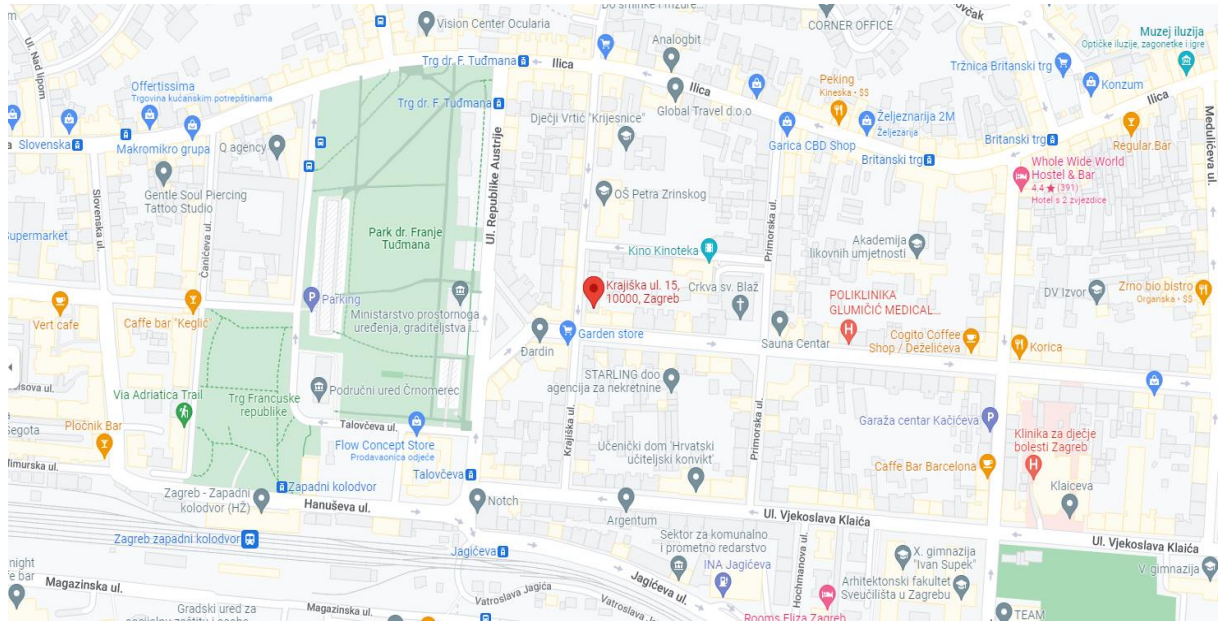 Vision Center Ocularia
CORNER OFFICE
Muzej iluzija
Optičke iluzije, zagonetke i igre
Ul. Nad lipom
Analogbit
Trg dr. F. Tuđmana
Ilica
Tržnica Britanski trg
Konzum
Offertissima
Trgovina kućanskim potrepštinama
Peking
Kineska • $$
Ilica
Ilica
Trg dr. F. Tuđmana
Global Travel d.o.o
Dječji Vrtić "Krijesnice"
Željeznarija 2M
Željezarija
Regular Bar
Slovenska
Makromikro grupa
Q agency
Garica CBD Shop
Britanski trg
Britanski trg
Medulićeva ul.
Whole Wide World
Hostel & Bar
4.4 ★ (391)
Hotel s 2 zvjezdice
Gentle Soul Piercing
Tattoo Studio
OŠ Petra Zrinskog
Ul. Republike Austrije
Slovenska ul.
Čanićeva ul.
Primorska ul.
Supermarket
Park dr. Franje
Tuđmana
Kino Kinoteka
Akademija
likovnih umjetnosti
Krajiška ul. 15,
10000, Zagreb
Crkva sv. Blaž
POLIKLINIKA
GLUMIČIĆ MEDICAL...
DV Izvor
Zrno bio bistro
Organska • $$
Parking
Vert cafe
Caffe bar "Keglić"
Ministarstvo prostornoga
uređenja, graditeljstva i...
Garden store
Sauna Centar
Cogito Coffee
Shop / Deželićeva
Korica
Đardin
STARLING doo
agencija za nekretnine
Via Adriatica Trail
Trg Francuske
republike
Područni ured Črnomerec
Talovčeva ul.
Pločnik Bar
Flow Concept Store
Prodavaonica odjeće
Krajiška ul.
Primorska ul.
Garaža centar Kačićeva
Klinika za dječje
bolesti Zagreb
Učenički dom 'Hrvatski
učiteljski konvikt'
Caffe Bar Barcelona
Talovčeva
Zapadni kolodvor
Zagreb - Zapadni
kolodvor (HŽ)
Hanuševa ul.
Notch
Argentum
Klaiceva
Ul. Vjekoslava Klaića
Ul. Vjekoslava Klaića
Zagreb zapadni kolodvor
Jagićeva
Sektor za komunalno
i prometno redarstvo
INA Jagićeva
Hochmanova ul.
X. gimnazija
"Ivan Supek"
V. gimnazija
Arhitektonski fakultet
Sveučilišta u Zagrebu
Magazinska ul.
Vatroslava Jagića
Jagićeva ul.
Magazinska ul.
Gradski ured za
Rooms Eliza Zagreb
TEAM